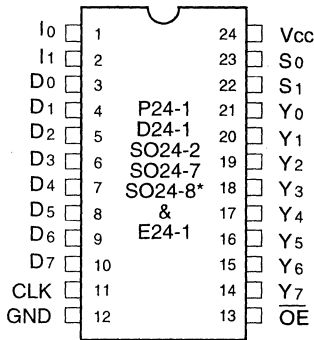 I0 1 24 Vcc
I1 2 23 S0
D0 3 22 S1
D1 4 P24-1 21 Y0
D2 5 D24-1 20 Y1
D3 6 SO24-2 19 Y2
D4 7 SO24-7 18 Y3
D5 8 SO24-8* 17 Y4
D6 9 & 16 Y5
D7 10 E24-1 15 Y6
CLK 11 14 Y7
GND 12 13 OE